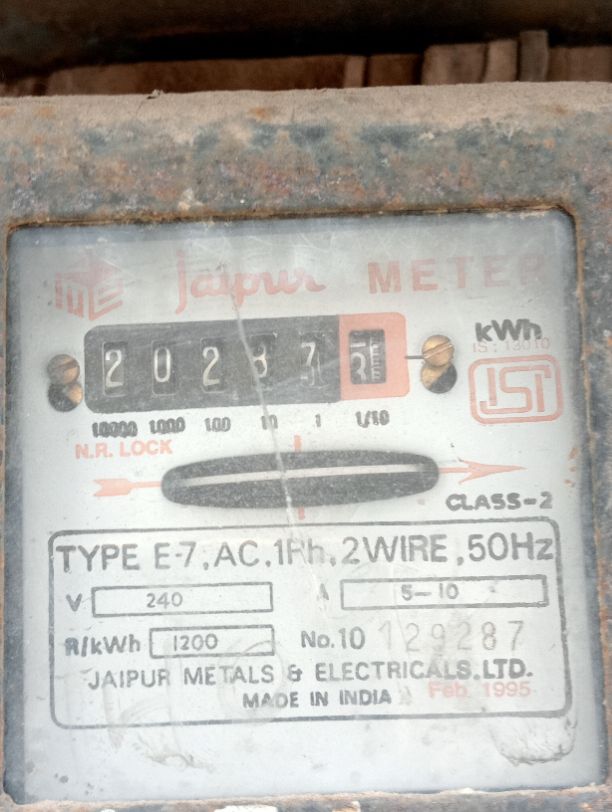 Jaipur METER
kWh
IS : 13010
2 0 2 8 7
10000 1000 100 10 1 1/10
N.R. LOCK
CLASS-2
TYPE E-7, AC, 1Ph, 2WIRE, 50Hz
V 240 A 5-10
R/kWh 1200 No.10 129287
JAIPUR METALS & ELECTRICALS.LTD.
MADE IN INDIA Feb 1995